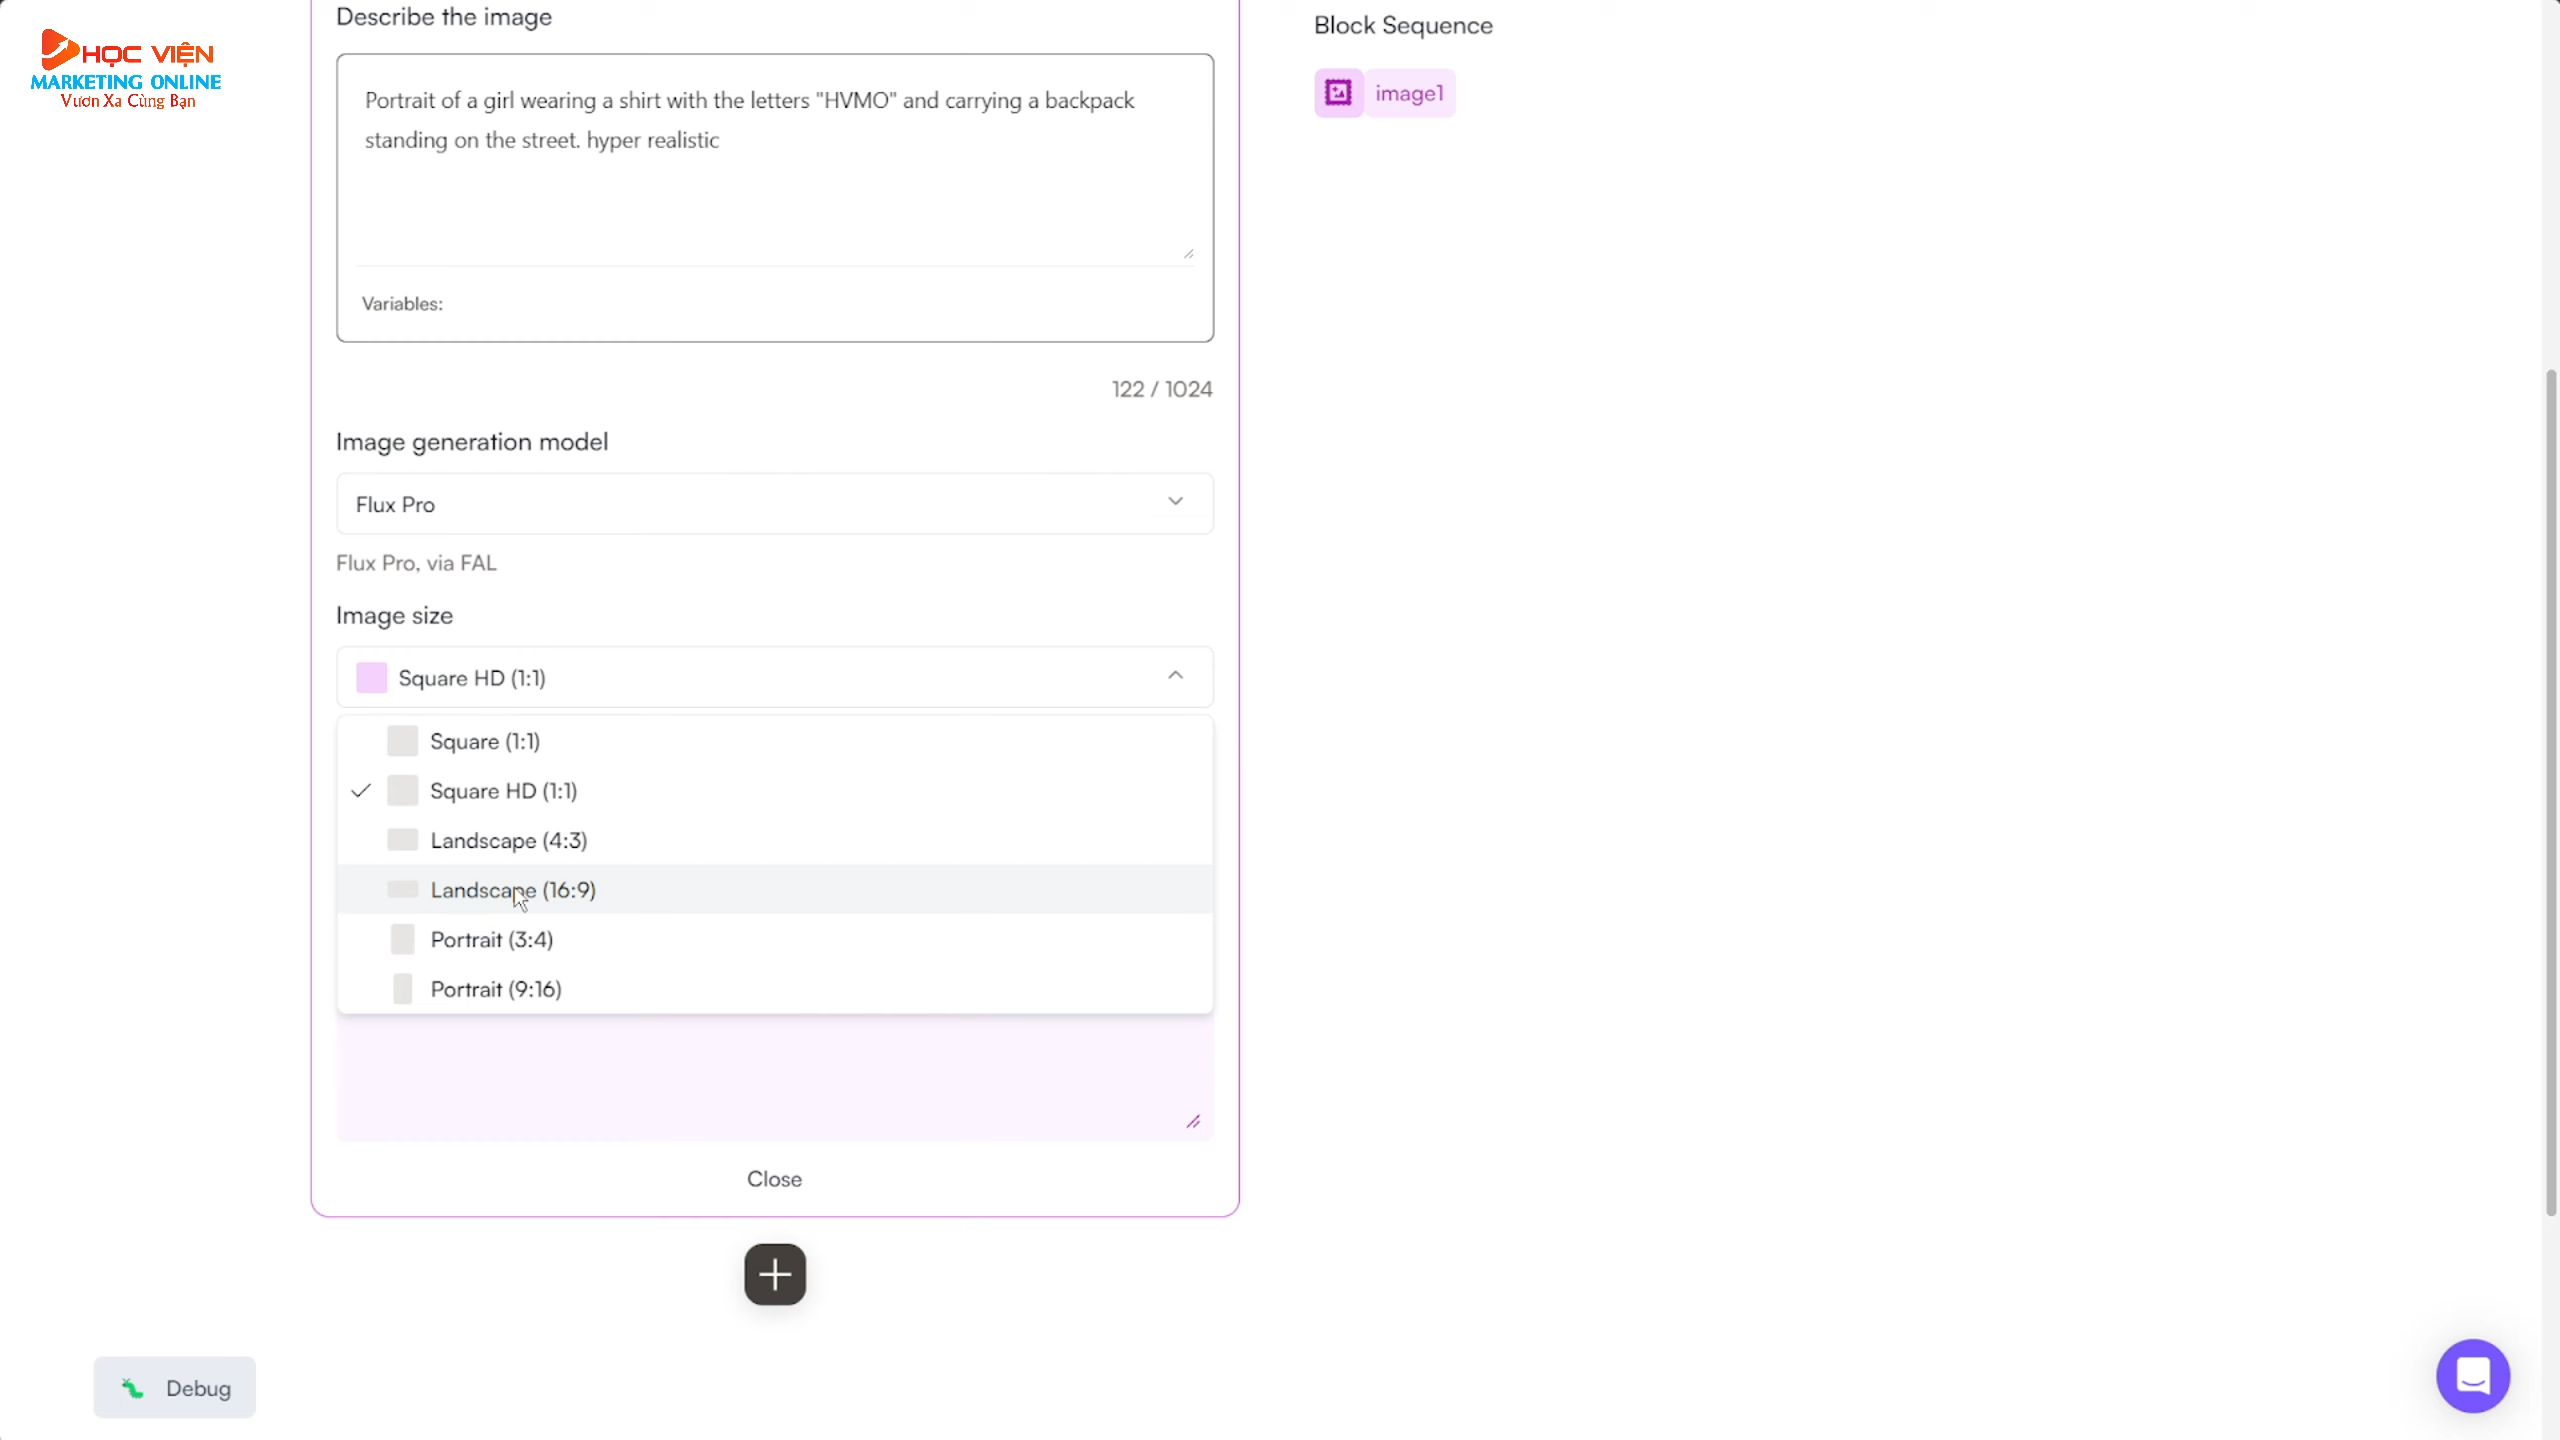 HỌC VIỆN
MARKETING ONLINE
Vươn Xa Cùng Bạn
Describe the image
Portrait of a girl wearing a shirt with the letters "HVMO" and carrying a backpack
standing on the street. hyper realistic
Variables:
122 / 1024
Image generation model
Flux Pro
Flux Pro, via FAL
Image size
Square HD (1:1)
Square (1:1)
Square HD (1:1)
Landscape (4:3)
Landscape (16:9)
Portrait (3:4)
Portrait (9:16)
Close
Debug
Block Sequence
image1